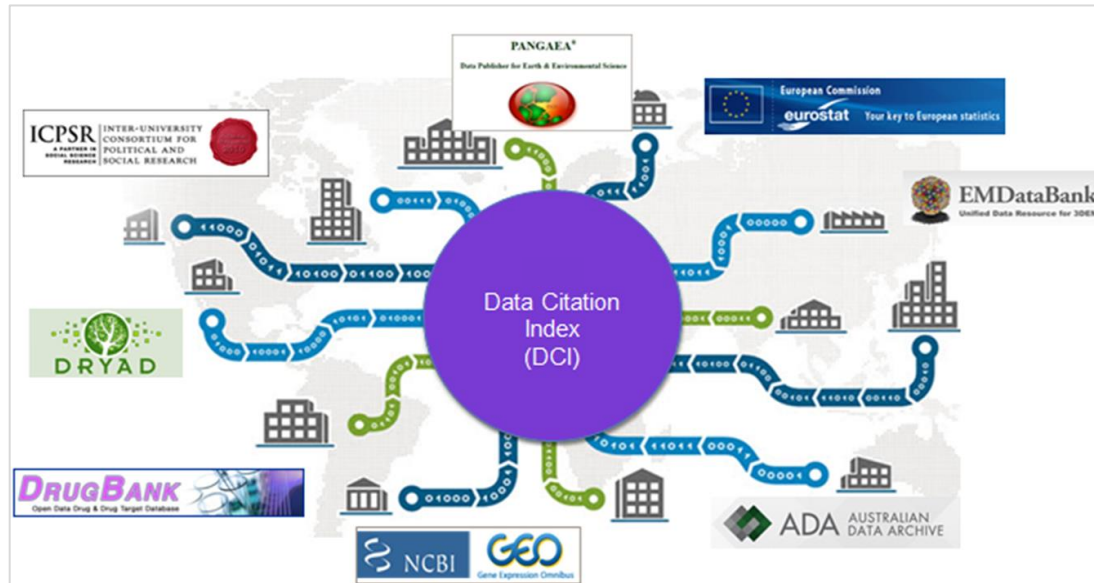 PANGAEA®
Data Publisher for Earth & Environmental Science
European Commission
eurostat
Your key to European statistics
ICPSR
A PARTNER IN
SOCIAL SCIENCE
RESEARCH
INTER-UNIVERSITY
CONSORTIUM FOR
POLITICAL AND
SOCIAL RESEARCH
EMDataBank
Unified Data Resource for 3DEM
Data Citation
Index
(DCI)
DRYAD
DRUGBANK
Open Data Drug & Drug Target Database
NCBI
GEO
Gene Expression Omnibus
ADA
AUSTRALIAN
DATA ARCHIVE